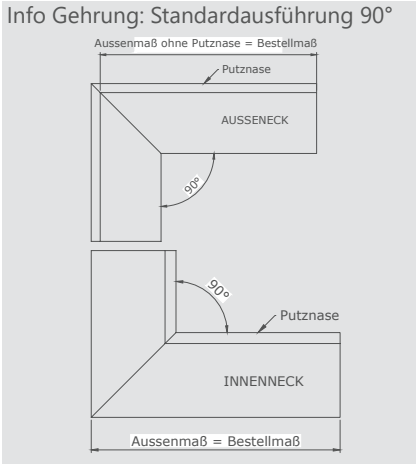 Info Gehrung: Standardausführung 90°
Aussenmaß ohne Putznase = Bestellmaß
Putznase
AUSSENECK
90°
90°
Putznase
INNENNECK
Aussenmaß = Bestellmaß